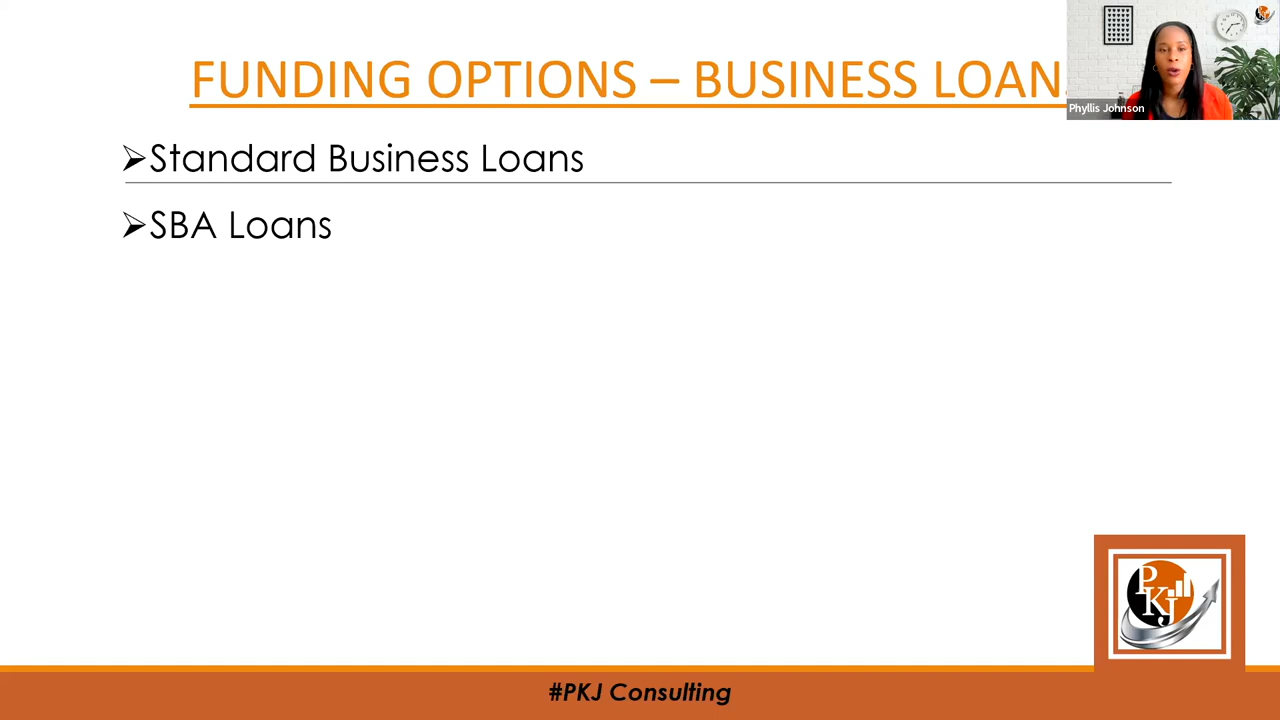 FUNDING OPTIONS – BUSINESS LOAN
Phyllis Johnson
➢Standard Business Loans
➢SBA Loans
PKJ
#PKJ Consulting